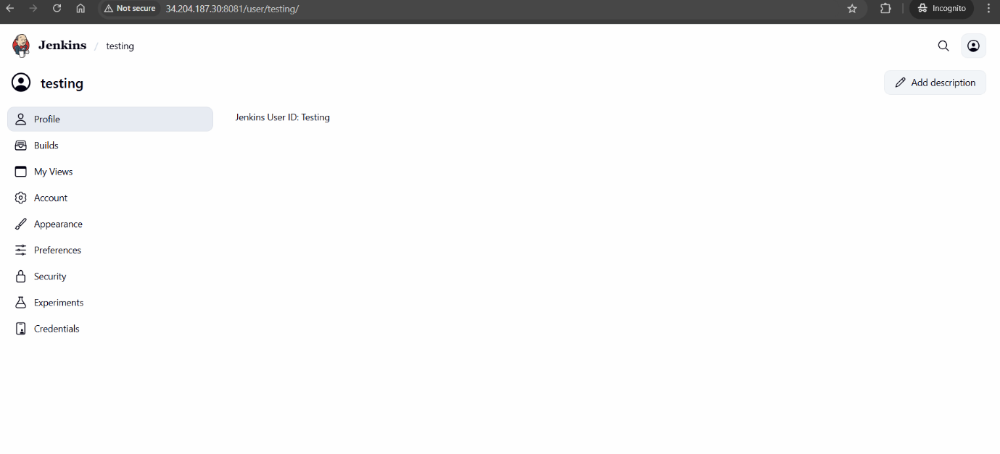 Not secure 34.204.187.30:8081/user/testing/ Incognito
Jenkins / testing
testing
Add description
Profile
Jenkins User ID: Testing
Builds
My Views
Account
Appearance
Preferences
Security
Experiments
Credentials